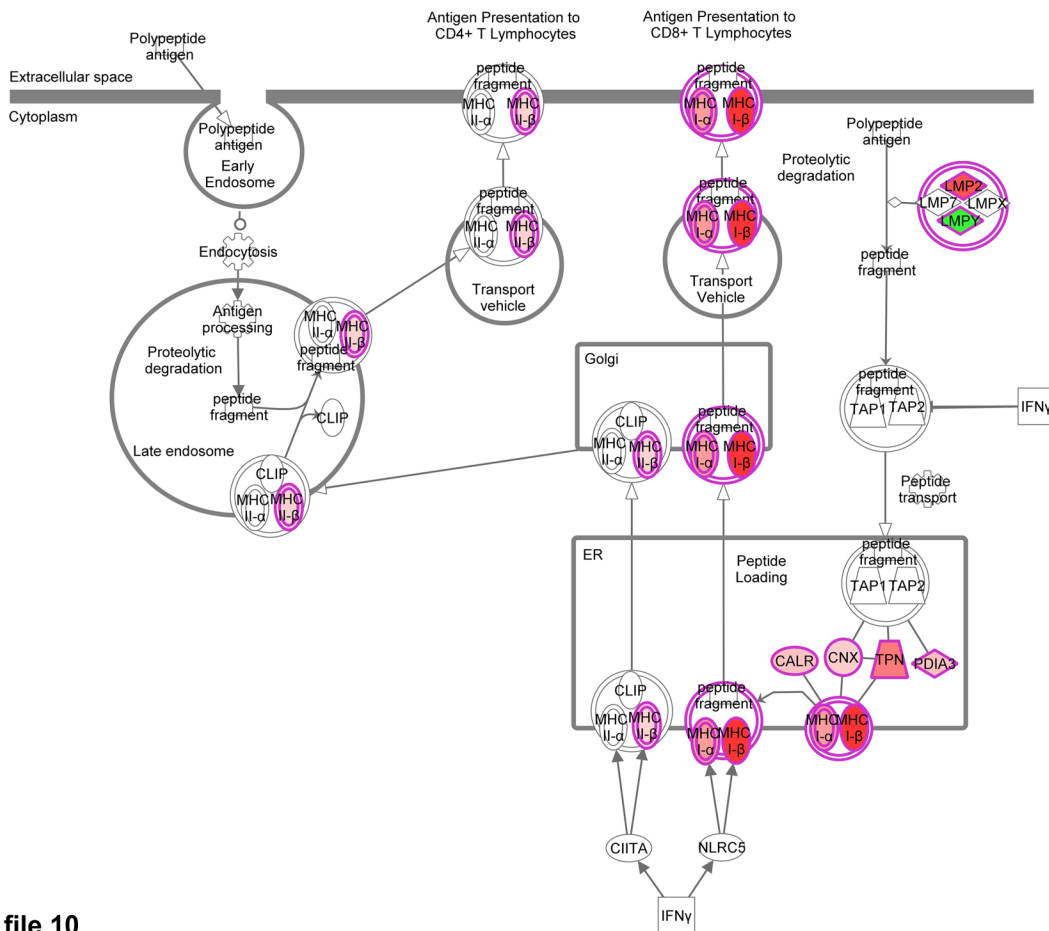 Antigen Presentation to
CD4+ T Lymphocytes
Antigen Presentation to
CD8+ T Lymphocytes
Polypeptide
antigen
Extracellular space
Cytoplasm
peptide
fragment
MHC
II-α
MHC
II-β
peptide
fragment
MHC
I-α
MHC
I-β
Polypeptide
antigen
Early
Endosome
Polypeptide
antigen
Proteolytic
degradation
LMP2
LMP7
LMPX
LMPY
peptide
fragment
MHC
II-α
MHC
II-β
Transport
vehicle
peptide
fragment
MHC
I-α
MHC
I-β
Transport
Vehicle
Endocytosis
peptide
fragment
Antigen
processing
Proteolytic
degradation
peptide
fragment
MHC
II-α
MHC
II-β
peptide
fragment
CLIP
Late endosome
CLIP
MHC
II-α
MHC
II-β
Golgi
CLIP
MHC
II-α
MHC
II-β
peptide
fragment
MHC
I-α
MHC
I-β
peptide
fragment
TAP1
TAP2
IFNγ
Peptide
transport
ER
Peptide
Loading
peptide
fragment
TAP1
TAP2
CALR
CNX
TPN
PDIA3
CLIP
MHC
II-α
MHC
II-β
peptide
fragment
MHC
I-α
MHC
I-β
MHC
I-α
MHC
I-β
CIITA
NLRC5
IFNγ
file 10